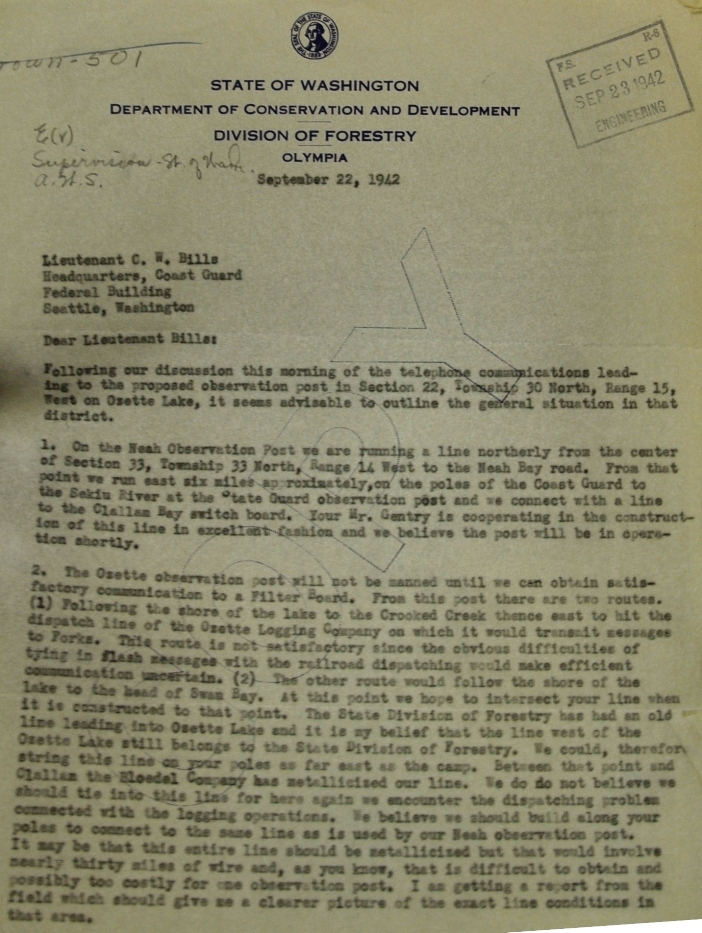 own-501
F.S. R-6
RECEIVED
SEP 23 1942
ENGINEERING
STATE OF WASHINGTON
DEPARTMENT OF CONSERVATION AND DEVELOPMENT
DIVISION OF FORESTRY
OLYMPIA
E(v)
Supervision - St. of Wash.
September 22, 1942
Lieutenant C. W. Bills
Headquarters, Coast Guard
Federal Building
Seattle, Washington
Dear Lieutenant Bills:
Following our discussion this morning of the telephone communications lead-
ing to the proposed observation post in Section 22, Township 30 North, Range 15,
West on Ozette Lake, it seems advisable to outline the general situation in that
district.
1. On the Neah Observation Post we are running a line northerly from the center
of Section 33, Township 33 North, Range 14 West to the Neah Bay road. From that
point we run east six miles approximately,on the poles of the Coast Guard to
the Sekiu River at the "tate Guard observation post and we connect with a line
to the Clallam Bay switch board. Your Mr. Gentry is cooperating in the construct-
ion of this line in excellent fashion and we believe the post will be in opera-
tion shortly.
2. The Ozette observation post will not be manned until we can obtain satis-
factory communication to a Filter Board. From this post there are two routes.
(1) Following the shore of the lake to the Crooked Creek thence east to hit the
dispatch line of the Ozette Logging Company on which it would transmit messages
to Forks. This route is not satisfactory since the obvious difficulties of
tying in flash messages with the railroad dispatching would make efficient
communication uncertain. (2) The other route would follow the shore of the
lake to the head of Swan Bay. At this point we hope to intersect your line when
it is constructed to that point. The State Division of Forestry has had an old
line leading into Ozette Lake and it is my belief that the line west of the
Ozette Lake still belongs to the State Division of Forestry. We could, therefor
string this line on your poles as far east as the camp. Between that point and
Clallam the Bloedel Company has metallicized our line. We do do not believe we
should tie into this line for here again we encounter the dispatching problem
connected with the logging operations. We believe we should build along your
poles to connect to the same line as is used by our Neah observation post.
It may be that this entire line should be metallicized but that would involve
nearly thirty miles of wire and, as you know, that is difficult to obtain and
possibly too costly for one observation post. I am getting a report from the
field which should give me a clearer picture of the exact line conditions in
that area.